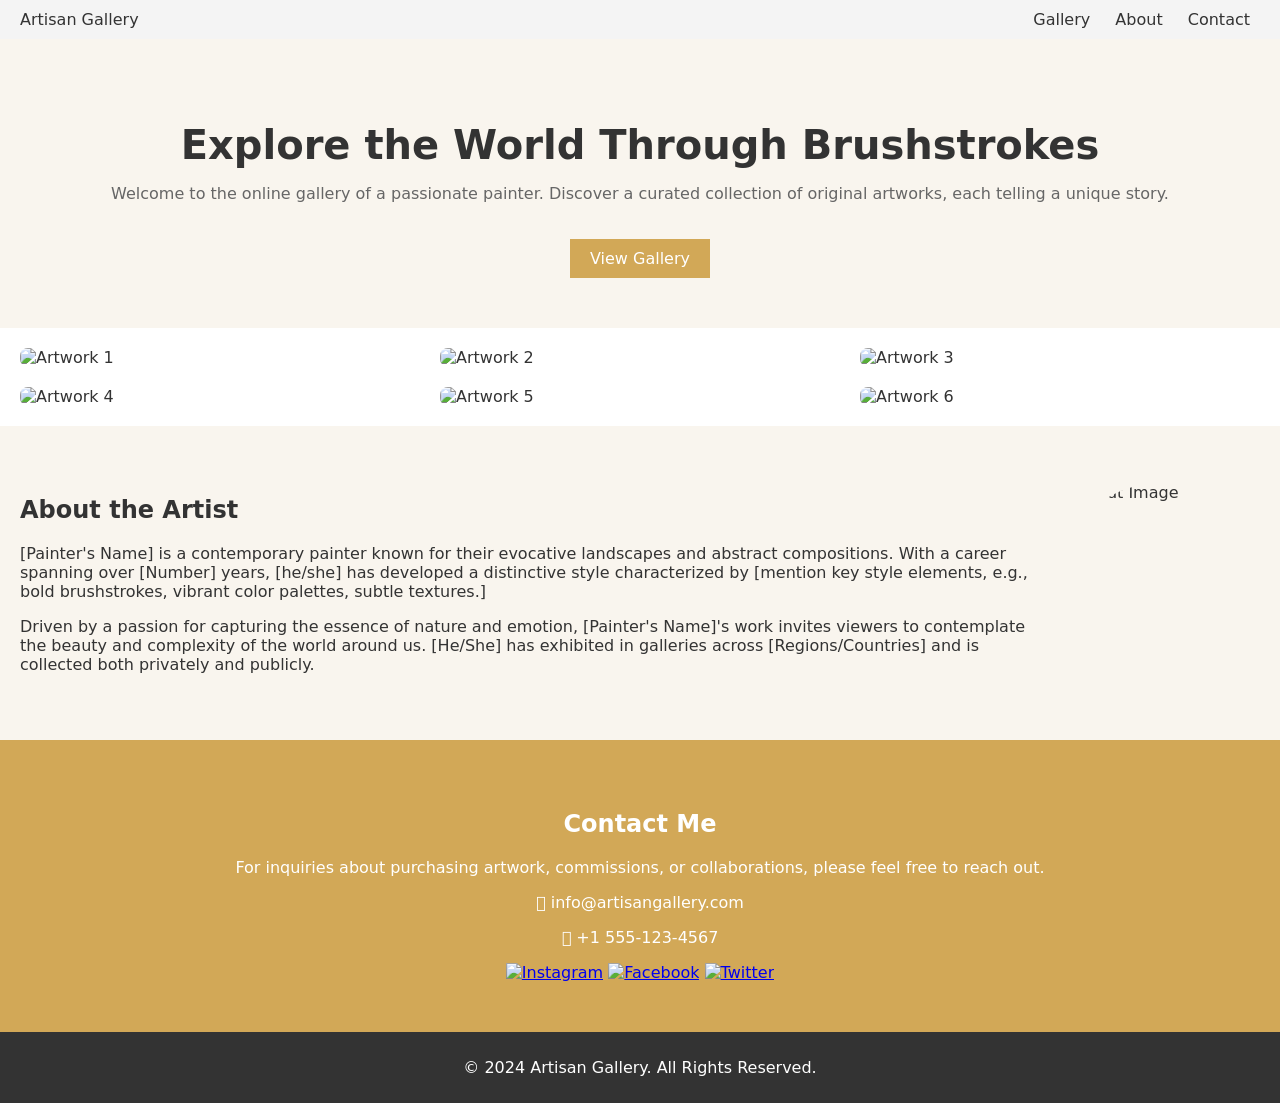 Artisan Gallery
Gallery
About
Contact
Explore the World Through Brushstrokes
Welcome to the online gallery of a passionate painter. Discover a curated collection of original artworks, each telling a unique story.
View Gallery
Artwork 1
Artwork 2
Artwork 3
Artwork 4
Artwork 5
Artwork 6
About the Artist
[Painter's Name] is a contemporary painter known for their evocative landscapes and abstract compositions. With a career
spanning over [Number] years, [he/she] has developed a distinctive style characterized by [mention key style elements, e.g.,
bold brushstrokes, vibrant color palettes, subtle textures.]
Driven by a passion for capturing the essence of nature and emotion, [Painter's Name]'s work invites viewers to contemplate
the beauty and complexity of the world around us. [He/She] has exhibited in galleries across [Regions/Countries] and is
collected both privately and publicly.
Image
Contact Me
For inquiries about purchasing artwork, commissions, or collaborations, please feel free to reach out.
info@artisangallery.com
+1 555-123-4567
Instagram Facebook Twitter
© 2024 Artisan Gallery. All Rights Reserved.